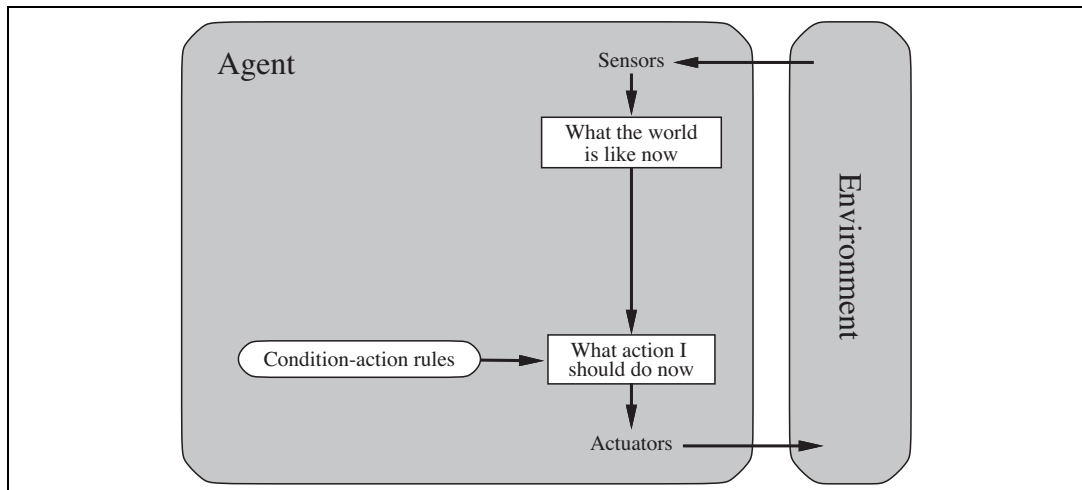 Agent
Sensors
What the world
is like now
Environment
Condition-action rules
What action I
should do now
Actuators